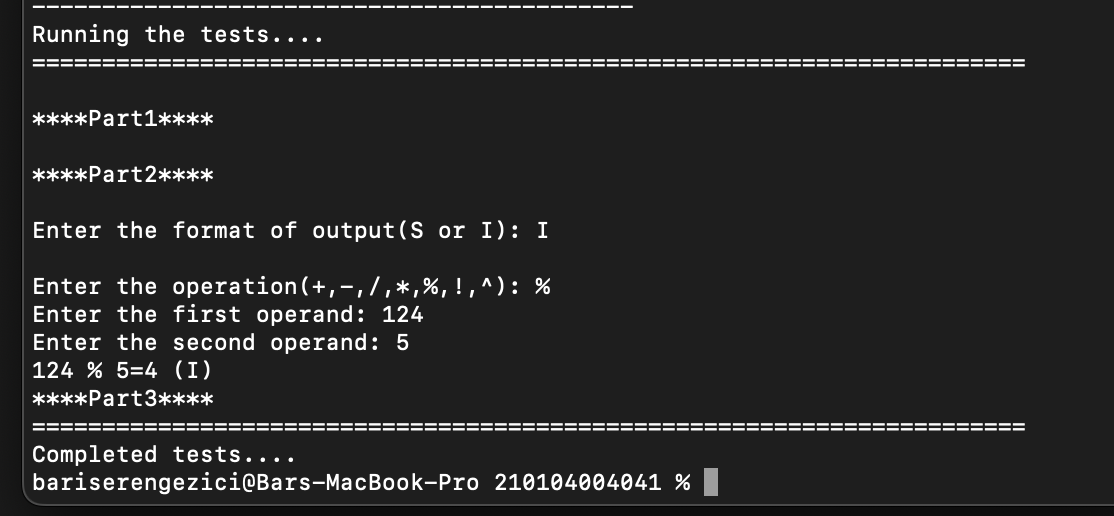 -------------------------------------------
Running the tests....
=======================================================================
****Part1****
****Part2****
Enter the format of output(S or I): I
Enter the operation(+,-,/,*,%,!,^): %
Enter the first operand: 124
Enter the second operand: 5
124 % 5=4 (I)
****Part3****
=======================================================================
Completed tests....
bariserengezici@Bars-MacBook-Pro 210104004041 %